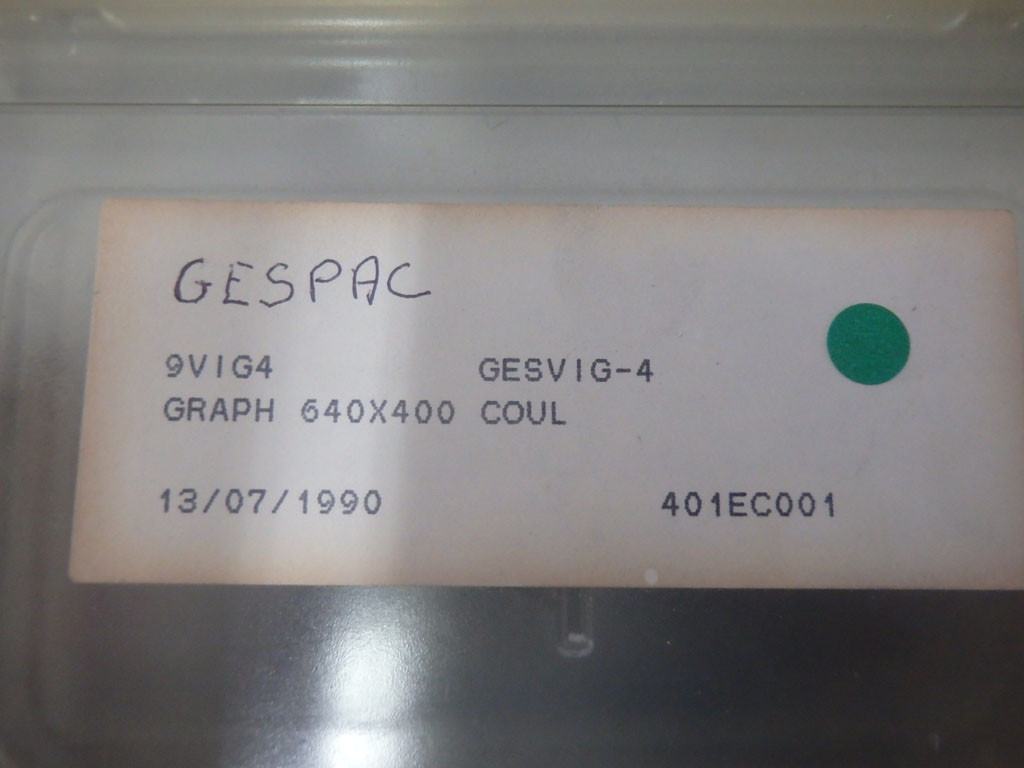 GESPAC
9VIG4 GESVIG-4
GRAPH 640X400 COUL
13/07/1990 401EC001